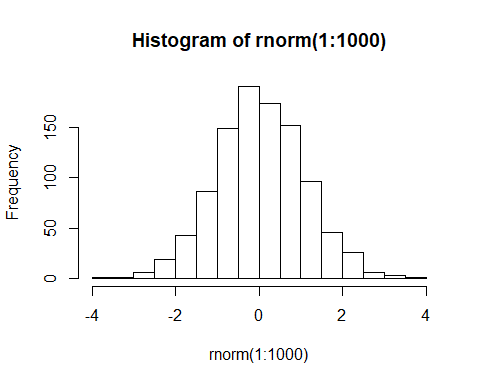 Histogram of rnorm(1:1000)
Frequency
150
100
50
0
-4 -2 0 2 4
rnorm(1:1000)